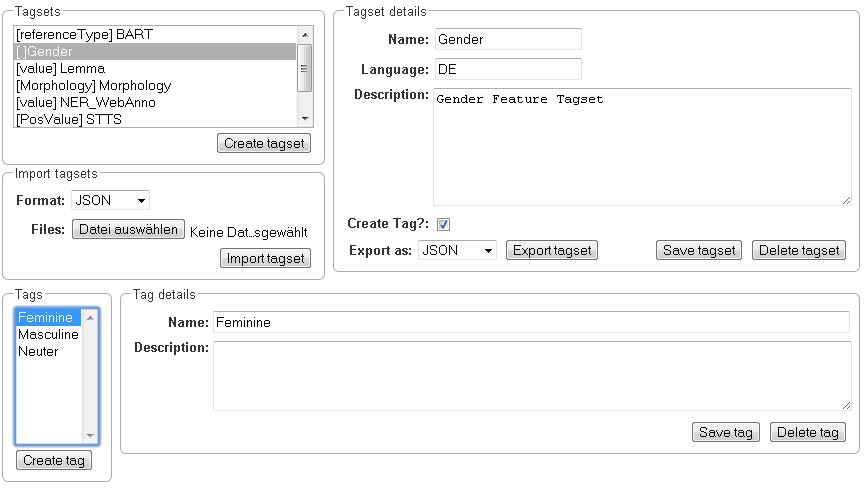 Tagsets
[referenceType] BART
[ ]Gender
[value] Lemma
[Morphology] Morphology
[value] NER_WebAnno
[PosValue] STTS
Create tagset
Import tagsets
Format: JSON
Files: Datei auswählen Keine Dat...sgewählt
Import tagset
Tagset details
Name: Gender
Language: DE
Description: Gender Feature Tagset
Create Tag?:
Export as: JSON Export tagset Save tagset Delete tagset
Tags
Feminine
Masculine
Neuter
Create tag
Tag details
Name: Feminine
Description:
Save tag Delete tag